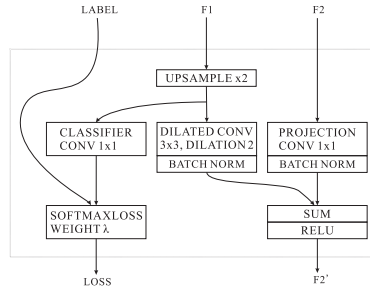 LABEL
F1
F2
UPSAMPLE x2
CLASSIFIER
CONV 1x1
DILATED CONV
3x3, DILATION 2
BATCH NORM
PROJECTION
CONV 1x1
BATCH NORM
SOFTMAXLOSS
WEIGHT λ
SUM
RELU
LOSS
F2'